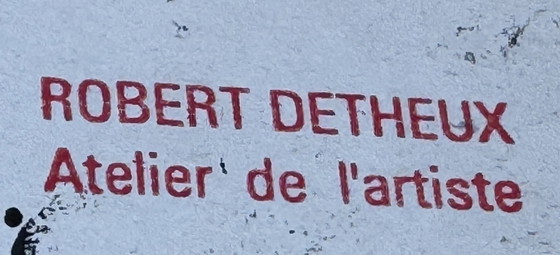 ROBERT DETHEUX
Atelier de l'artiste